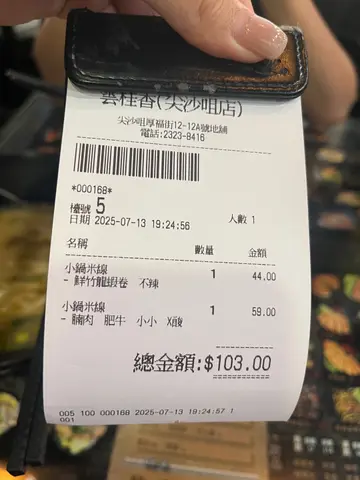 雲桂香(尖沙咀店)
尖沙咀厚福街12-12A號地舖
電話:2323-8416
*000168*
檯號 5
日期 2025-07-13 19:24:56 人數 1
名稱 數量 金額
小鍋米線 1 44.00
- 鮮竹龍蝦卷 不辣
小鍋米線 1 59.00
- 腩肉 肥牛 小小 X酸
總金額:$103.00
005 100 000168 2025-07-13 19:24:57 1
001